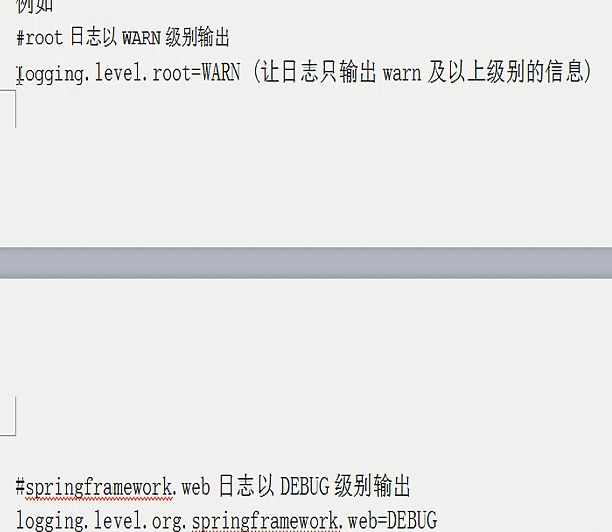 例如
#root 日志以 WARN 级别输出
logging.level.root=WARN (让日志只输出 warn 及以上级别的信息)
#springframework.web 日志以 DEBUG 级别输出
logging.level.org.springframework.web=DEBUG